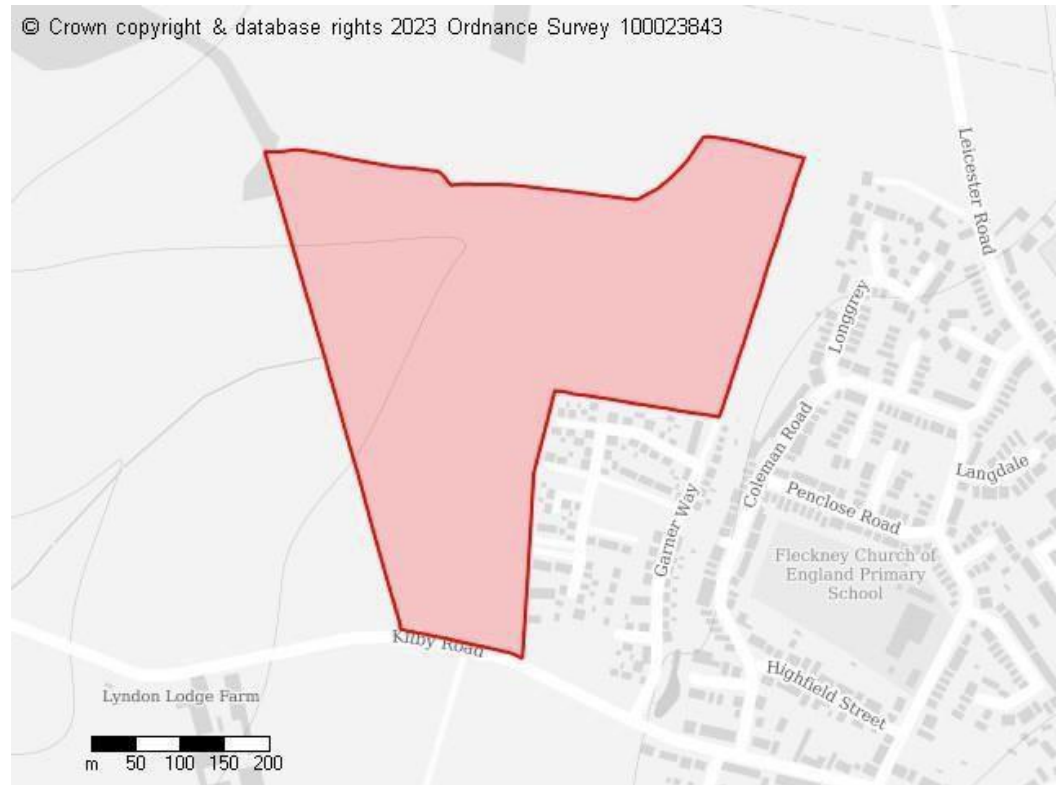 © Crown copyright & database rights 2023 Ordnance Survey 100023843
Leicester Road
Longgrey
Coleman Road
Langdale
Penclose Road
Garner Way
Fleckney Church of
England Primary
School
Kilby Road
Highfield Street
Lyndon Lodge Farm
m 50 100 150 200